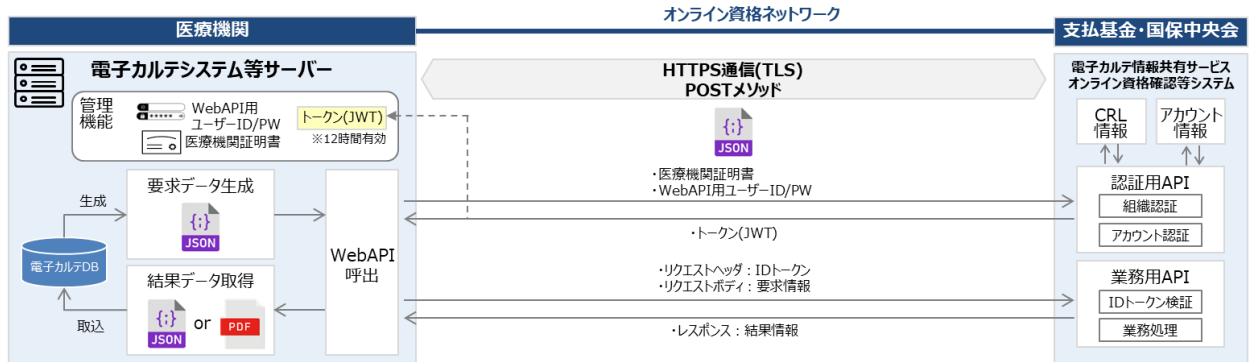 オンライン資格ネットワーク
医療機関
支払基金・国保中央会
電子カルテシステム等サーバー
管理
機能
WebAPI用
ユーザーID/PW
医療機関証明書
トークン(JWT)
※12時間有効
HTTPS通信(TLS)
POSTメソッド
{;}
JSON
電子カルテ情報共有サービス
オンライン資格確認等システム
CRL
情報
アカウント
情報
・医療機関証明書
・WebAPI用ユーザーID/PW
・トークン(JWT)
認証用API
組織認証
アカウント認証
生成
要求データ生成
{;}
JSON
電子カルテDB
WebAPI
呼出
結果データ取得
{;}
JSON
or
PDF
取込
・リクエストヘッダ：IDトークン
・リクエストボディ：要求情報
・レスポンス：結果情報
業務用API
IDトークン検証
業務処理